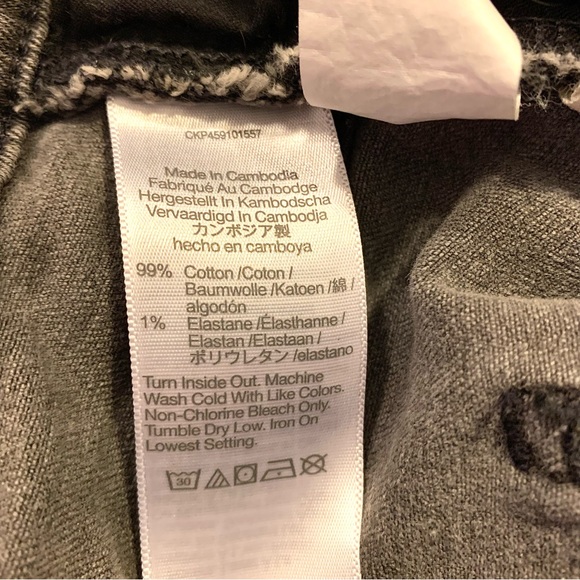 CKP459101557
Made In Cambodia
Fabriqué Au Cambodge
Hergestellt In Kambodscha
Vervaardigd In Cambodja
カンボジア製
hecho en camboya
99% Cotton /Coton /
Baumwolle /Katoen /綿 /
algodón
1% Elastane /Élasthanne /
Elastan /Elastaan /
ポリウレタン /elastano
Turn Inside Out. Machine
Wash Cold With Like Colors.
Non-Chlorine Bleach Only.
Tumble Dry Low. Iron On
Lowest Setting.
30